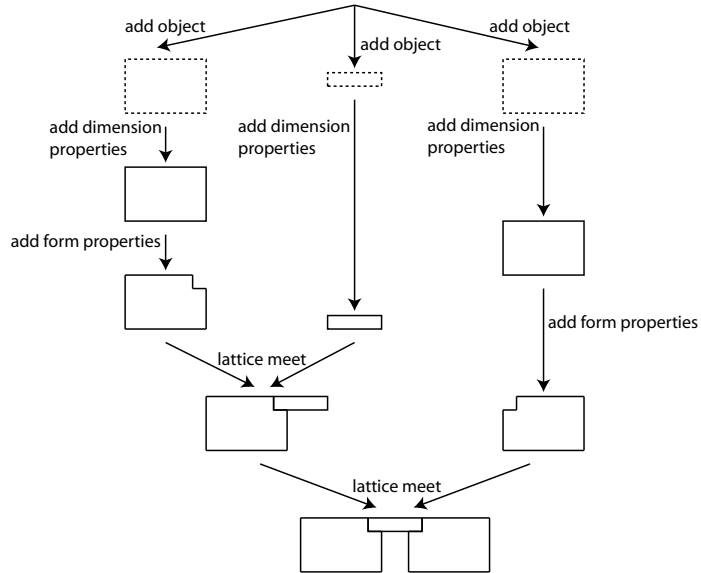 add object
add object
add object
add dimension
properties
add dimension
properties
add dimension
properties
add form properties
add form properties
lattice meet
lattice meet